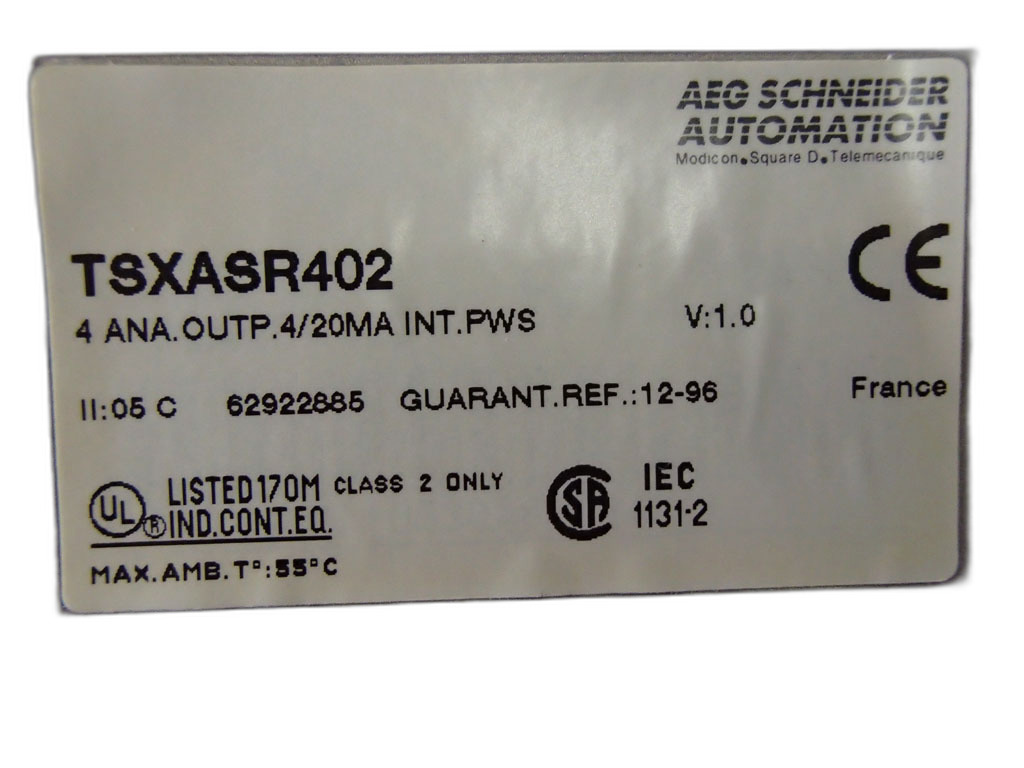 AEG SCHNEIDER
AUTOMATION
Modicon.Square D.Telemecanique
CE
TSXASR402
4 ANA.OUTP.4/20MA INT.PWS V:1.0
II:05 C 62922885 GUARANT.REF.:12-96 France
UL ® LISTED 170M CLASS 2 ONLY
IND.CONT.EQ.
SA IEC
1131-2
MAX.AMB.T°:55°C